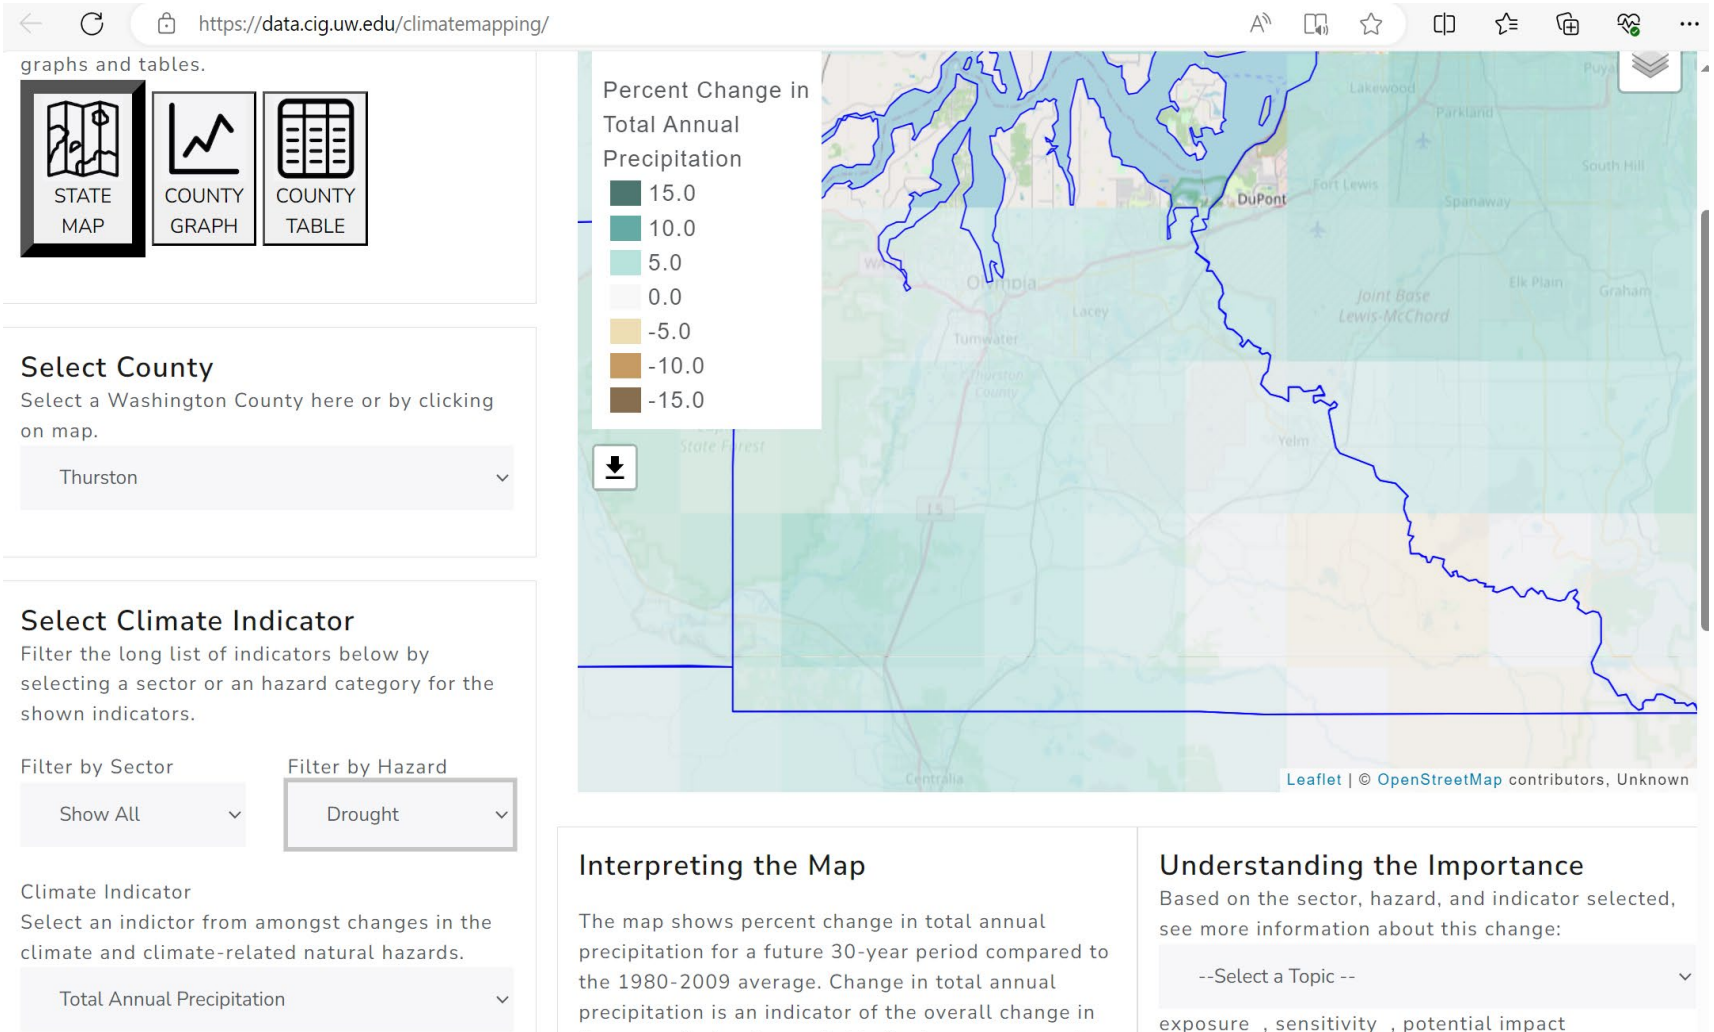 https://data.cig.uw.edu/climatemapping/
graphs and tables.
STATE
MAP
COUNTY
GRAPH
COUNTY
TABLE
Select County
Select a Washington County here or by clicking
on map.
Thurston
Select Climate Indicator
Filter the long list of indicators below by
selecting a sector or an hazard category for the
shown indicators.
Filter by Sector
Filter by Hazard
Show All
Drought
Climate Indicator
Select an indictor from amongst changes in the
climate and climate-related natural hazards.
Total Annual Precipitation
Percent Change in
Total Annual
Precipitation
15.0
10.0
5.0
0.0
-5.0
-10.0
-15.0
Lakewood
Parkland
South Hill
Fort Lewis
DuPont
Spanaway
Olympia
Elk Plain
Graham
Joint Base
Lewis-McChord
Lacey
Tumwater
Thurston
County
State Forest
Yelm
I 5
Centralia
Leaflet | © OpenStreetMap contributors, Unknown
Interpreting the Map
The map shows percent change in total annual
precipitation for a future 30-year period compared to
the 1980-2009 average. Change in total annual
precipitation is an indicator of the overall change in
Understanding the Importance
Based on the sector, hazard, and indicator selected,
see more information about this change:
--Select a Topic --
exposure , sensitivity , potential impact